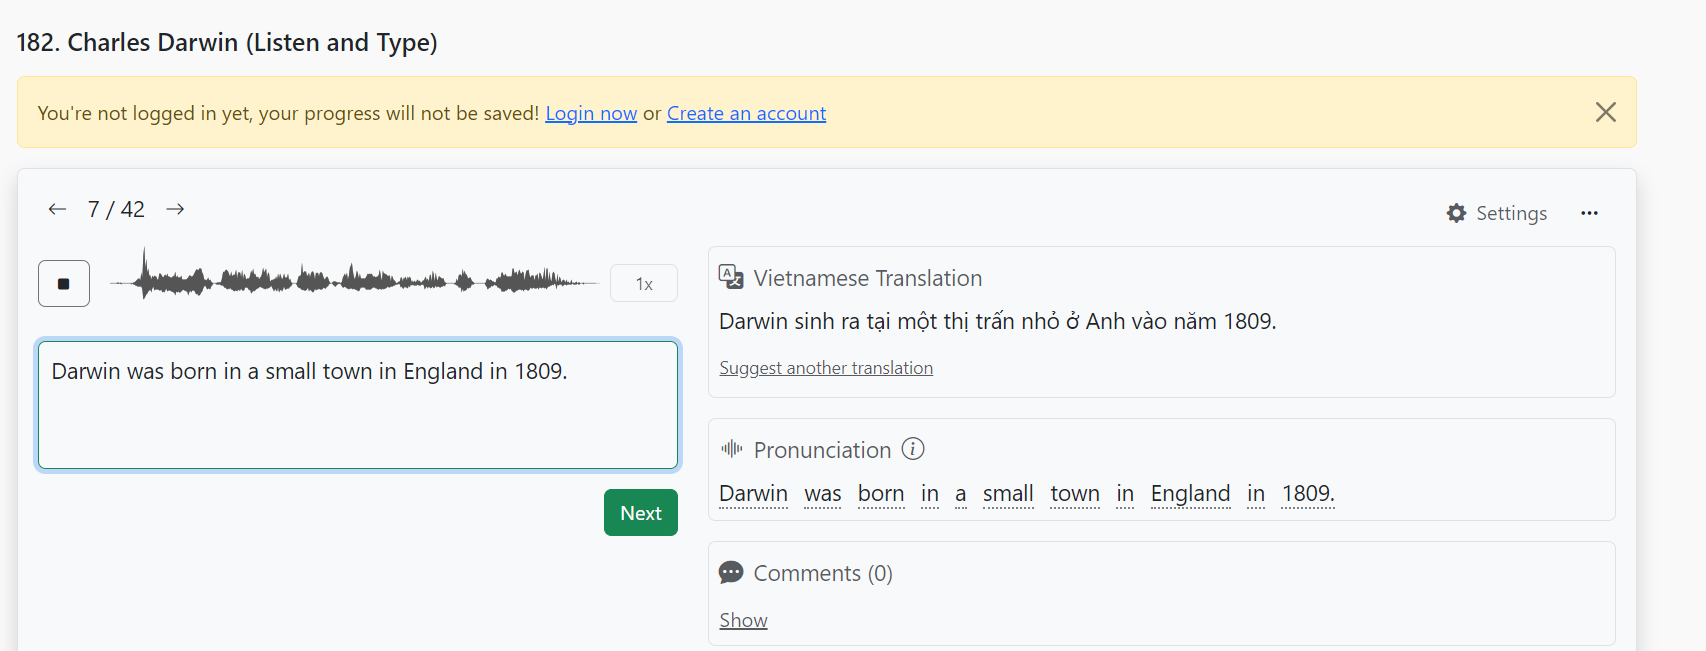 182. Charles Darwin (Listen and Type)
You're not logged in yet, your progress will not be saved! Login now or Create an account
7 / 42
Settings
1x
Darwin was born in a small town in England in 1809.
Next
Vietnamese Translation
Darwin sinh ra tại một thị trấn nhỏ ở Anh vào năm 1809.
Suggest another translation
Pronunciation
Darwin was born in a small town in England in 1809.
Comments (0)
Show